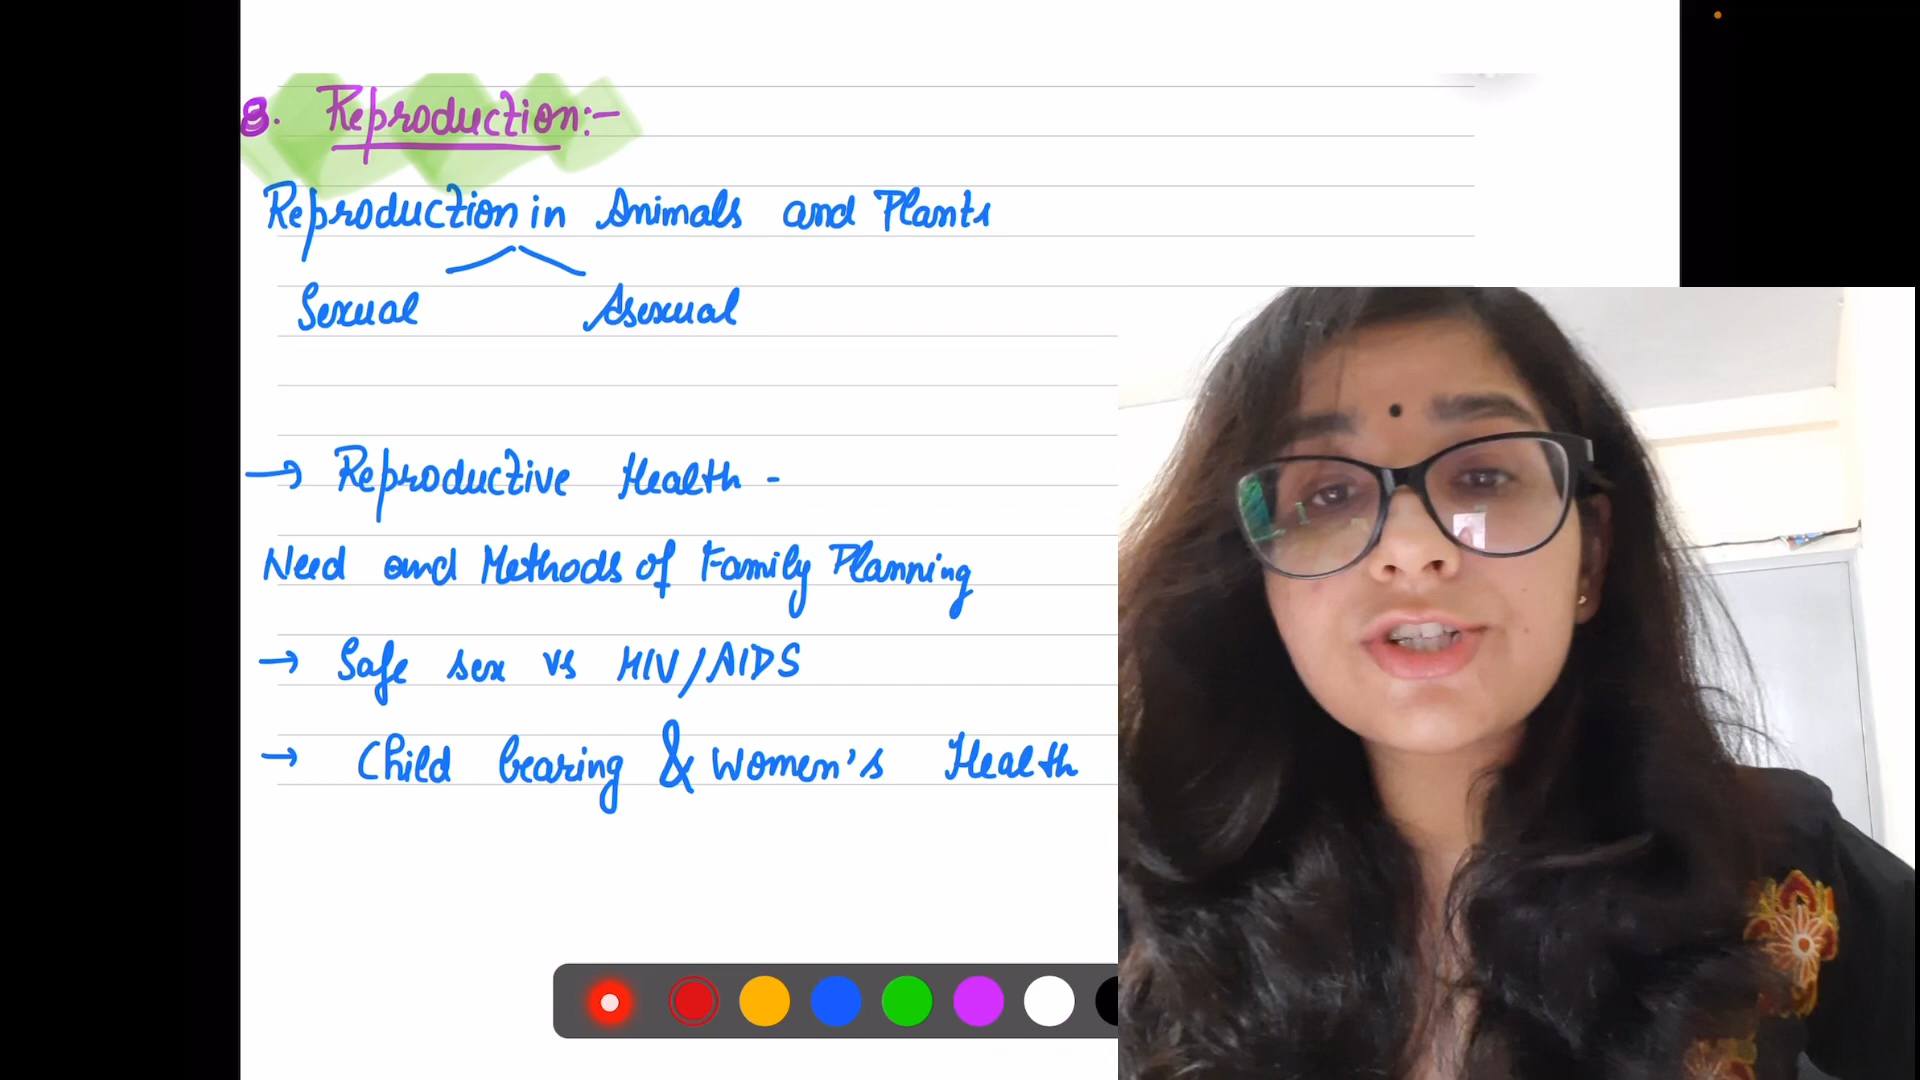 8. Reproduction:-
Reproduction in Animals and Plants
Sexual Asexual
→ Reproductive Health -
Need and Methods of Family Planning
→ Safe sex vs HIV/AIDS
→ Child bearing & Women's Health